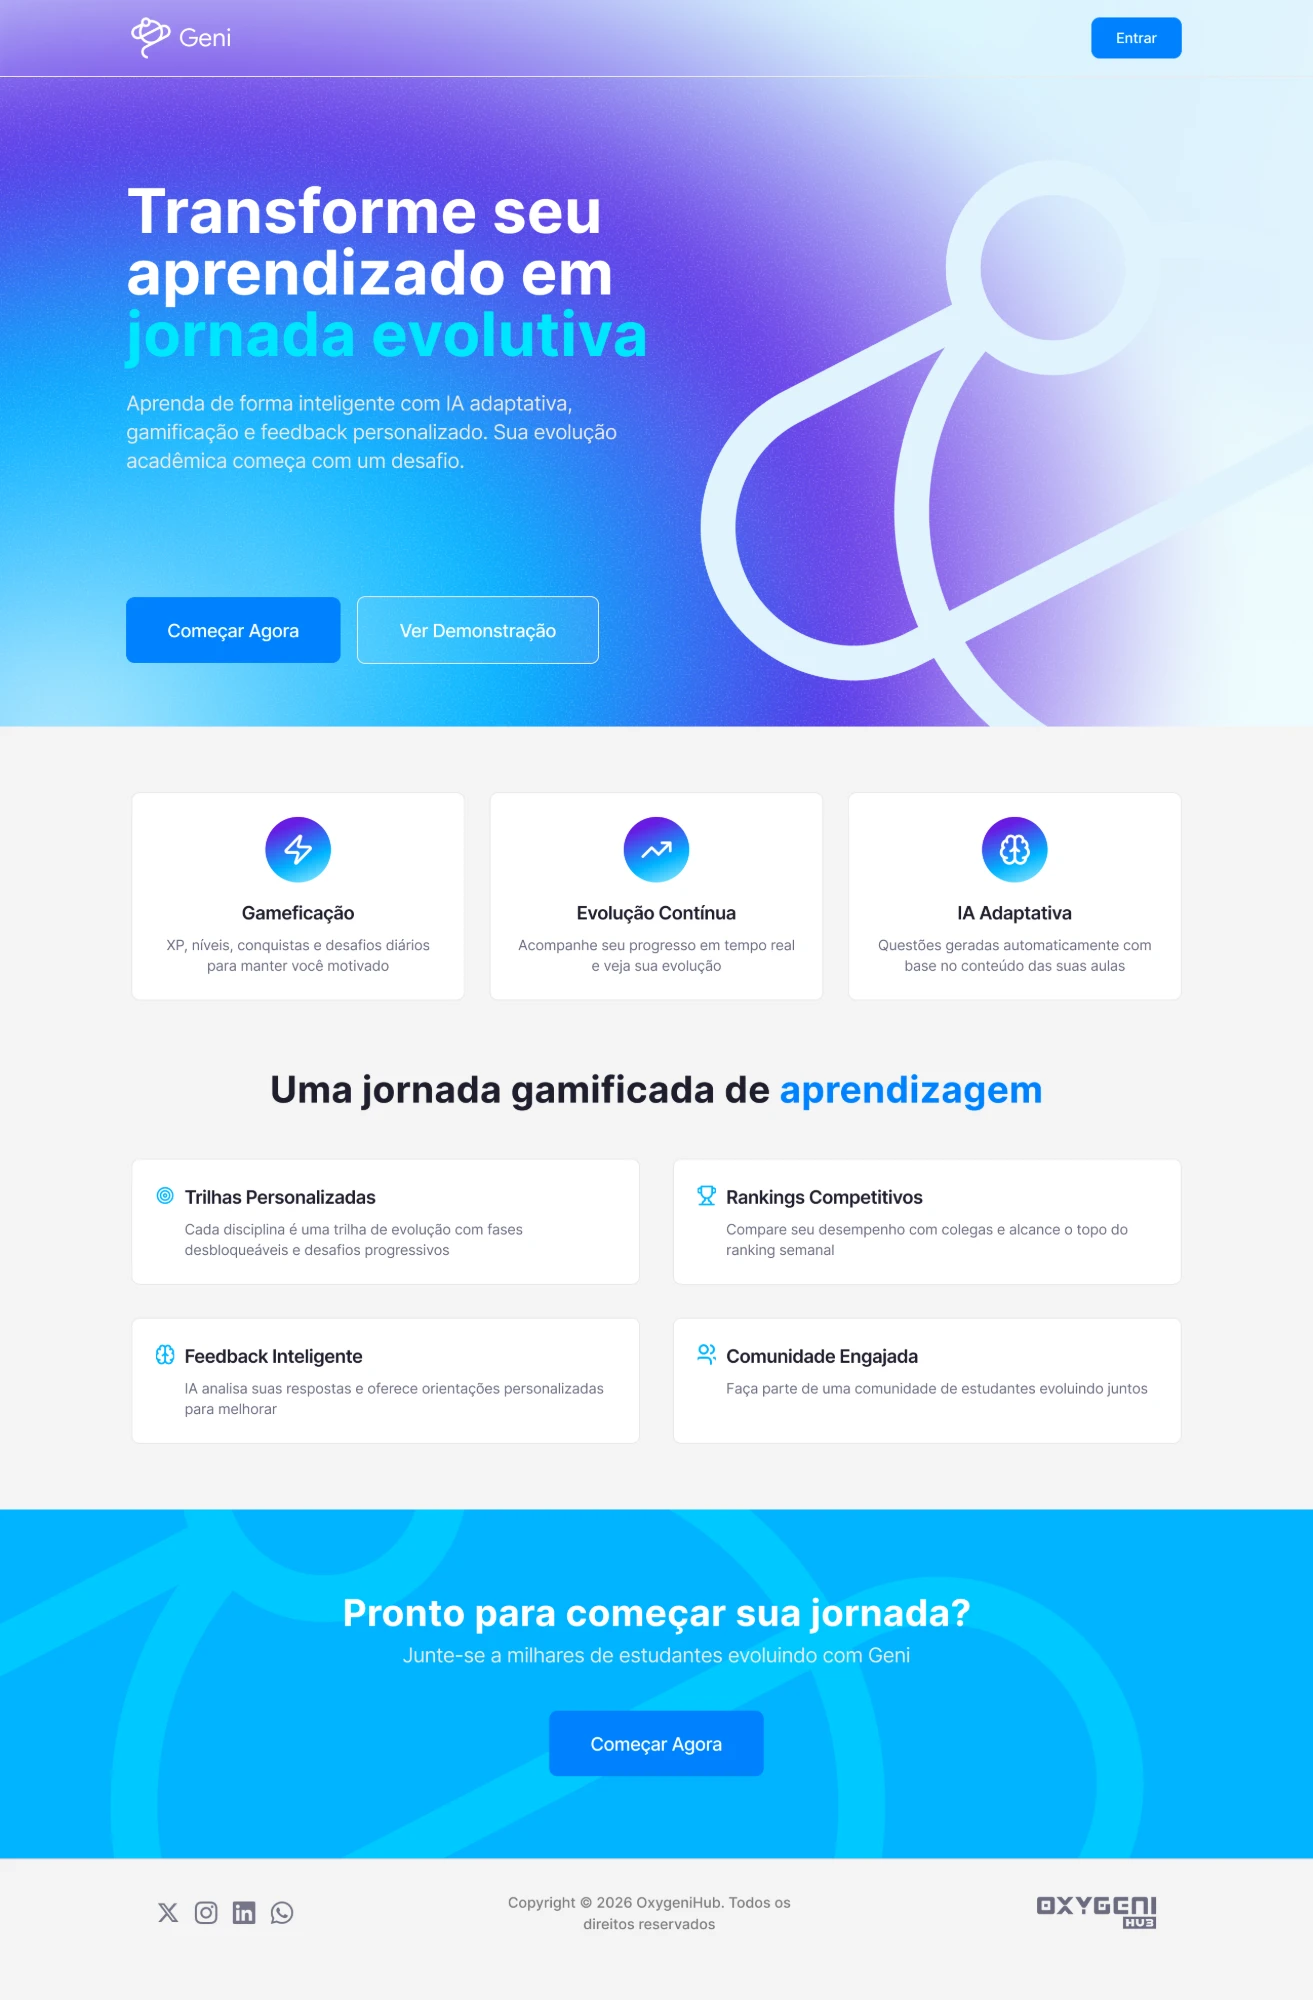 Geni
Entrar
Transforme seu
aprendizado em
jornada evolutiva
Aprenda de forma inteligente com IA adaptativa,
gamificação e feedback personalizado. Sua evolução
acadêmica começa com um desafio.
Começar Agora
Ver Demonstração
Gameficação
XP, níveis, conquistas e desafios diários
para manter você motivado
Evolução Contínua
Acompanhe seu progresso em tempo real
e veja sua evolução
IA Adaptativa
Questões geradas automaticamente com
base no conteúdo das suas aulas
Uma jornada gamificada de aprendizagem
Trilhas Personalizadas
Cada disciplina é uma trilha de evolução com fases
desbloqueáveis e desafios progressivos
Rankings Competitivos
Compare seu desempenho com colegas e alcance o topo do
ranking semanal
Feedback Inteligente
IA analisa suas respostas e oferece orientações personalizadas
para melhorar
Comunidade Engajada
Faça parte de uma comunidade de estudantes evoluindo juntos
Pronto para começar sua jornada?
Junte-se a milhares de estudantes evoluindo com Geni
Começar Agora
Copyright © 2026 OxygeniHub. Todos os
direitos reservados
OXYGENI
HUB